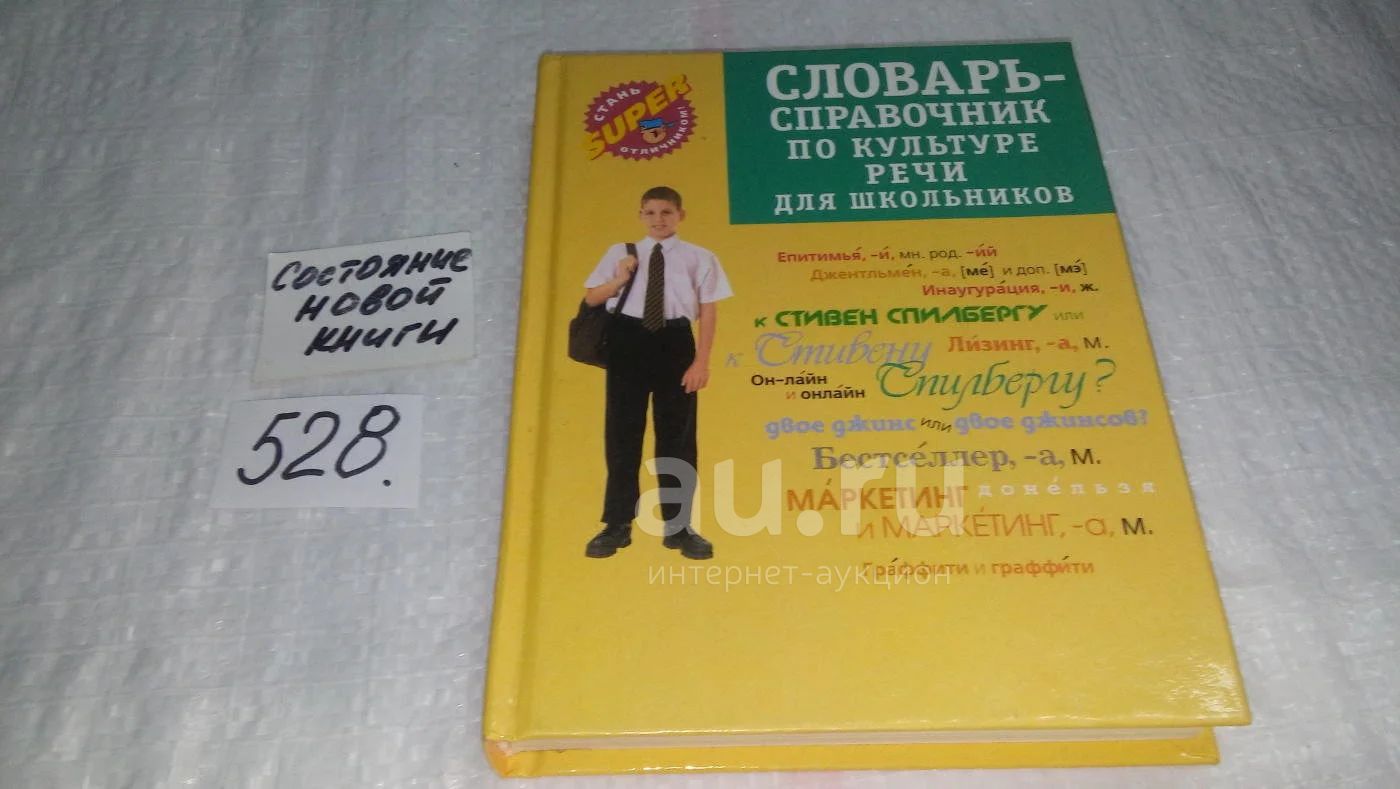 СТАНЬ
SUPER
ОТЛИЧНИКОМ!
СЛОВАРЬ-
СПРАВОЧНИК
ПО КУЛЬТУРЕ
РЕЧИ
ДЛЯ ШКОЛЬНИКОВ
Епитимья́, -и́, мн. род. -и́й
Джентльме́н, -а, [ме́] и доп. [мэ́]
Инаугура́ция, -и, ж.
к СТИВЕН СПИЛБЕРГУ или
к Стивену Ли́зинг, -а, м.
Он-ла́йн
и онла́йн Спилбергу?
двое джинс или двое джинсов?
Бестсе́ллер, -а, м.
МА́РКЕТИНГ доне́льзя
и МАРКЕ́ТИНГ, -а, м.
Гра́ффити и граффи́ти
Состояние
новой
книги
528.
au.ru
интернет-аукцион